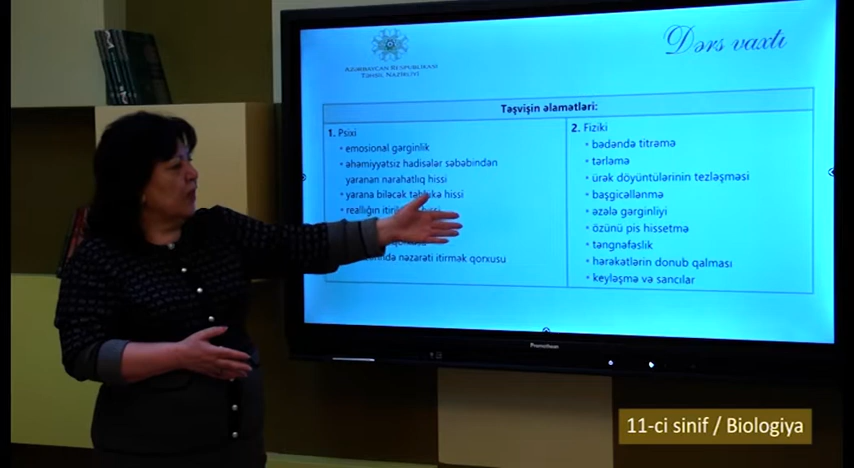 AZƏRBAYCAN RESPUBLİKASI
TƏHSİL NAZİRLİYİ
Dərs vaxtı
Təşvişin əlamətləri:
1. Psixi
• emosional gərginlik
• əhəmiyyətsiz hadisələr səbəbindən
yaranan narahatlıq hissi
• yarana biləcək təhlükə hissi
• reallığın hissi
qorxusu
nəzarəti itirmək qorxusu
2. Fiziki
• bədəndə titrəmə
• tərləmə
• ürək döyüntülərinin tezləşməsi
• başgicəllənmə
• əzələ gərginliyi
• özünü pis hissetmə
• təngnəfəslik
• hərəkətlərin donub qalması
• keyləşmə və sancılar
Promethean
11-ci sinif / Biologiya